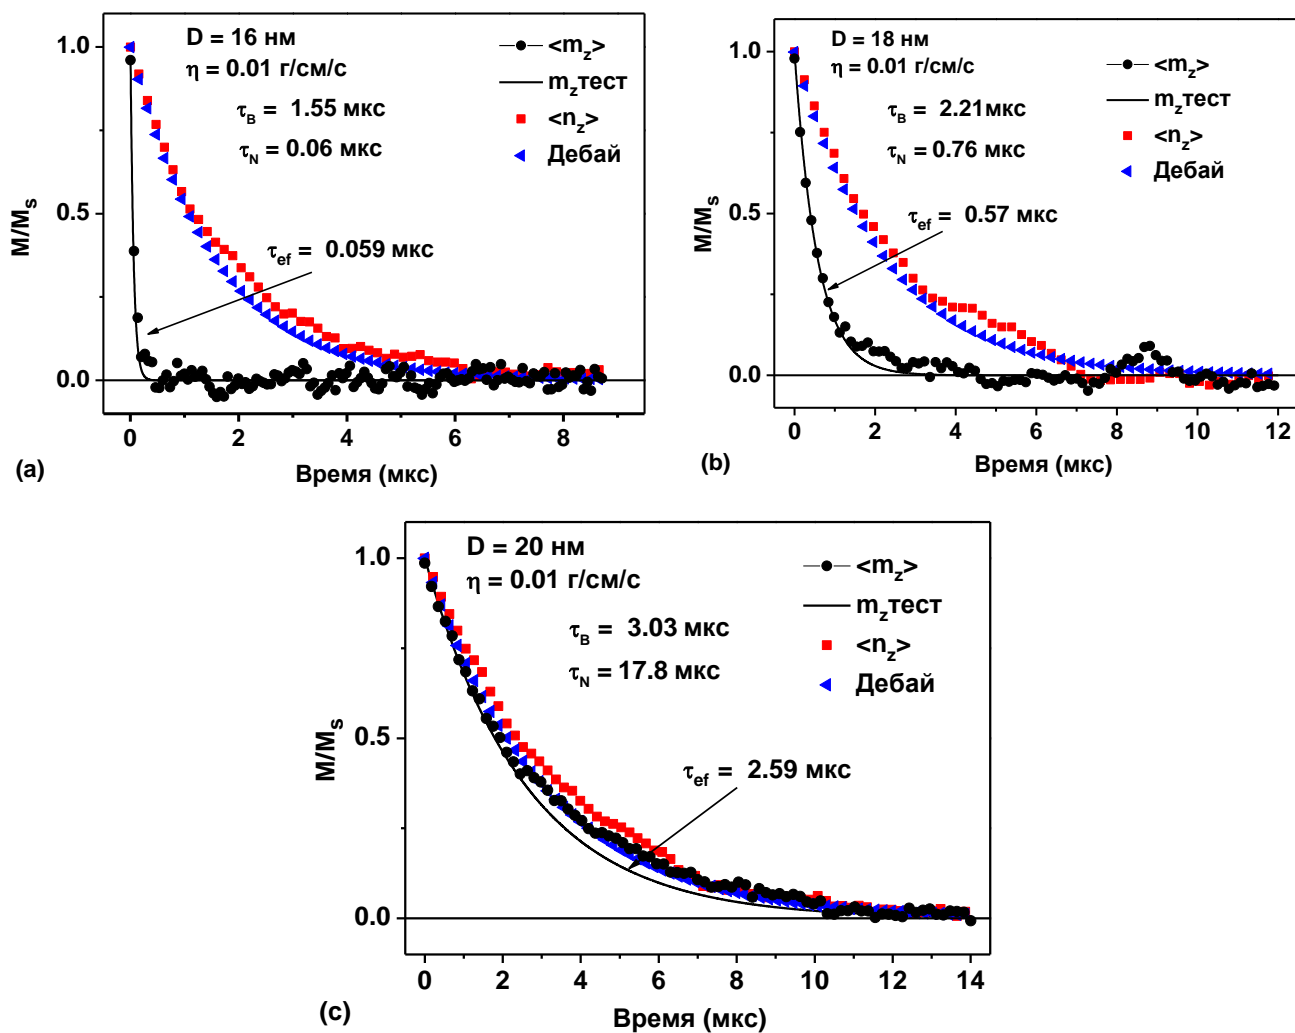 D = 16 нм
η = 0.01 г/см/с
τB = 1.55 мкс
τN = 0.06 мкс
<mz>
mzтест
<nz>
Дебай
τef = 0.059 мкс
M/Ms
1.0
0.5
0.0
0 2 4 6 8
Время (мкс)
(a)
D = 18 нм
η = 0.01 г/см/с
τB = 2.21мкс
τN = 0.76 мкс
<mz>
mzтест
<nz>
Дебай
τef = 0.57 мкс
M/Ms
1.0
0.5
0.0
0 2 4 6 8 10 12
Время (мкс)
(b)
D = 20 нм
η = 0.01 г/см/с
τB = 3.03 мкс
τN = 17.8 мкс
<mz>
mzтест
<nz>
Дебай
τef = 2.59 мкс
M/Ms
1.0
0.5
0.0
0 2 4 6 8 10 12 14
Время (мкс)
(c)